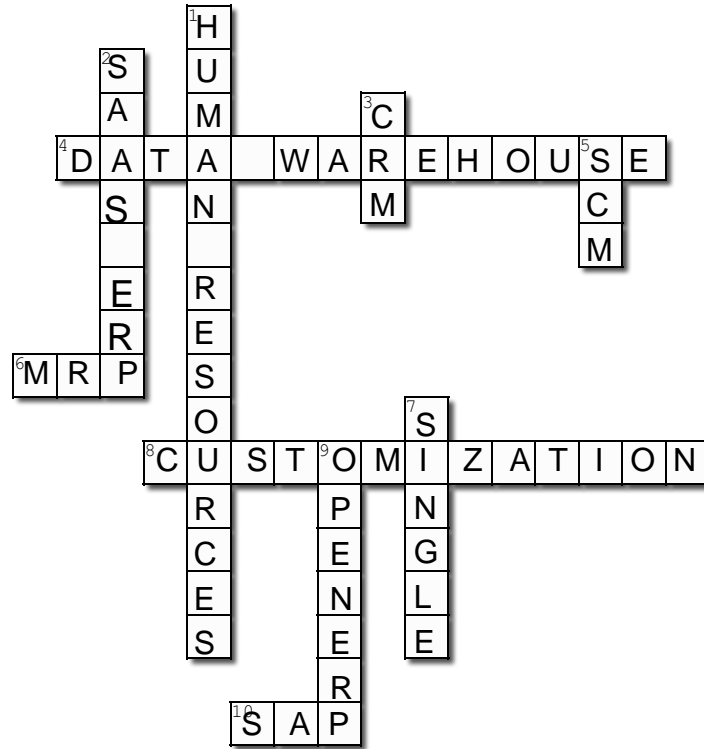 1 HUMAN RESOURCES
2 SAAS ERP
3 CRM
4 DATA WAREHOUSE
5 SCM
6 MRP
7 SINGLE
8 CUSTOMIZATION
9 OPENERP
10 SAP